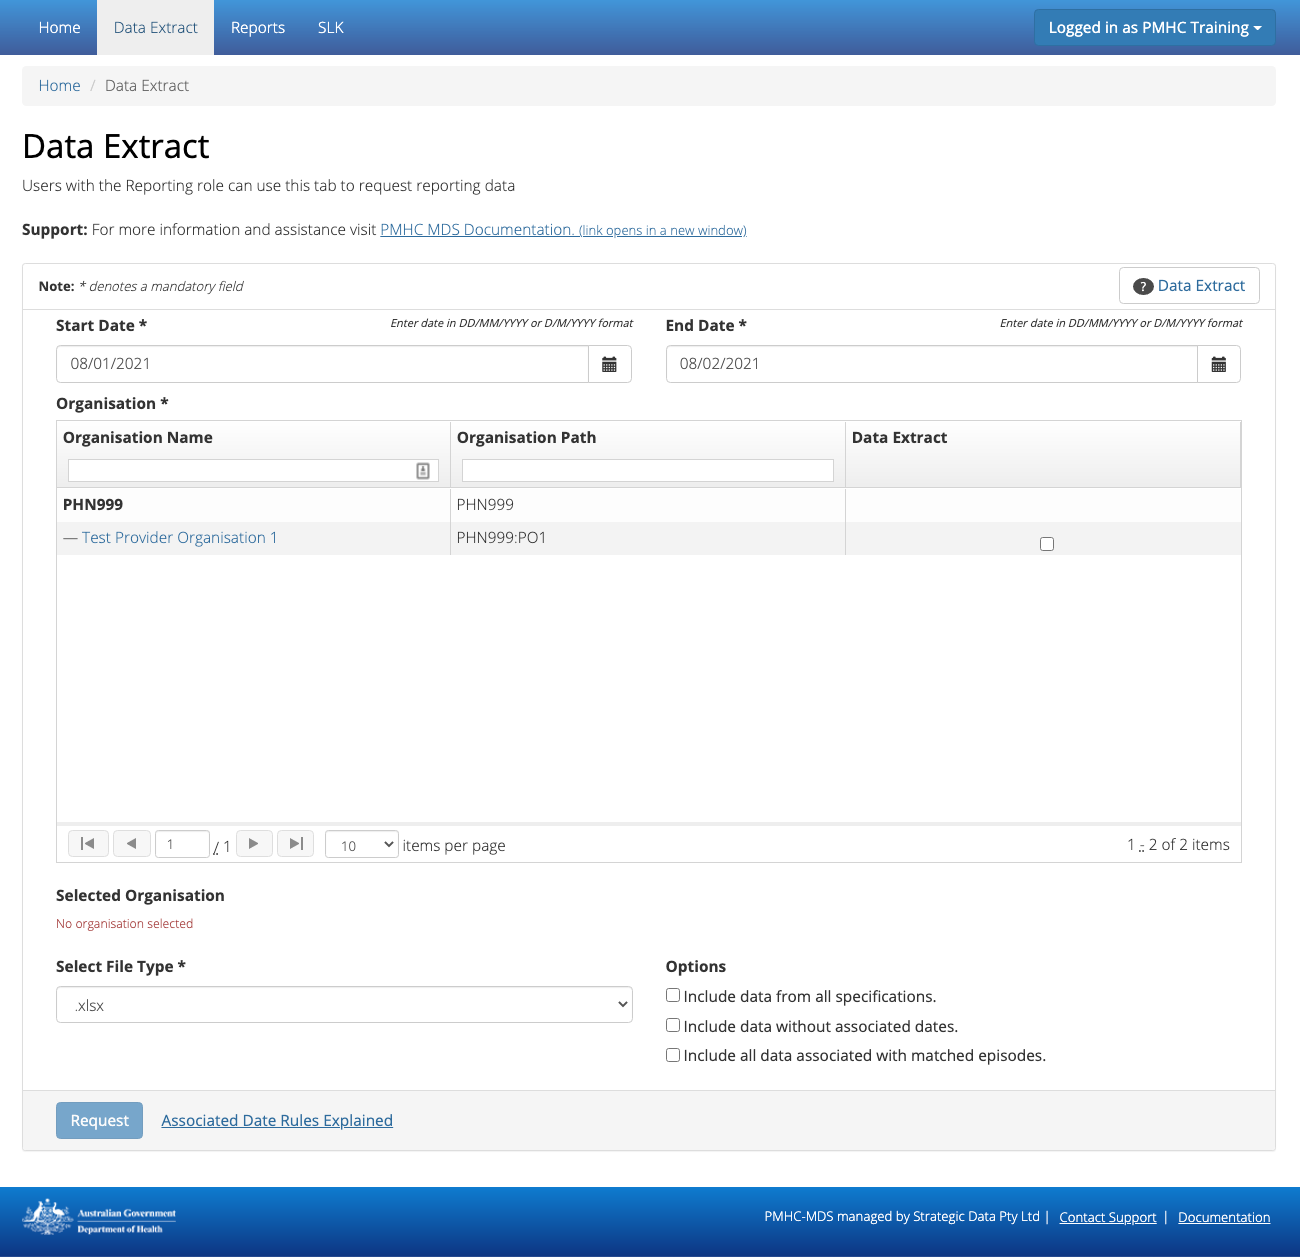 Home Data Extract Reports SLK Logged in as PMHC Training
Home / Data Extract
Data Extract
Users with the Reporting role can use this tab to request reporting data
Support: For more information and assistance visit PMHC MDS Documentation. (link opens in a new window)
Note: * denotes a mandatory field ? Data Extract
Start Date * Enter date in DD/MM/YYYY or D/M/YYYY format End Date * Enter date in DD/MM/YYYY or D/M/YYYY format
08/01/2021 08/02/2021
Organisation *
Organisation Name Organisation Path Data Extract
PHN999 PHN999
— Test Provider Organisation 1 PHN999:PO1
1 / 1 10 items per page 1 - 2 of 2 items
Selected Organisation
No organisation selected
Select File Type * Options
.xlsx
Include data from all specifications.
Include data without associated dates.
Include all data associated with matched episodes.
Request Associated Date Rules Explained
Australian Government
Department of Health
PMHC-MDS managed by Strategic Data Pty Ltd | Contact Support | Documentation